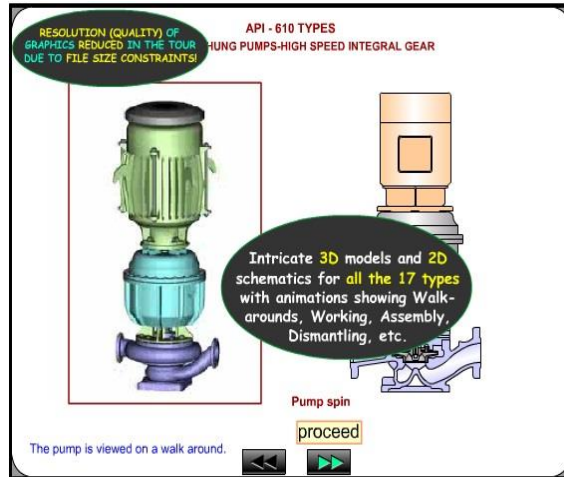 RESOLUTION (QUALITY) OF
GRAPHICS REDUCED IN THE TOUR
DUE TO FILE SIZE CONSTRAINTS!
API - 610 TYPES
HUNG PUMPS-HIGH SPEED INTEGRAL GEAR
Intricate 3D models and 2D
schematics for all the 17 types
with animations showing Walk-
arounds, Working, Assembly,
Dismantling, etc.
Pump spin
proceed
The pump is viewed on a walk around.